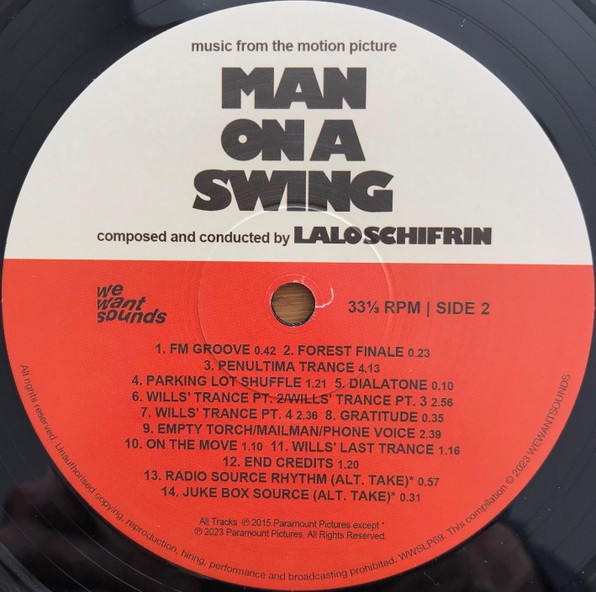 music from the motion picture
MAN
ON A
SWING
composed and conducted by LALO SCHIFRIN
we
want
sounds
33⅓ RPM | SIDE 2
1. FM GROOVE 0.42 2. FOREST FINALE 0.23
3. PENULTIMA TRANCE 4.13
4. PARKING LOT SHUFFLE 1.21 5. DIALATONE 0.10
6. WILLS' TRANCE PT. 2/WILLS' TRANCE PT. 3 2.56
7. WILLS' TRANCE PT. 4 2.36 8. GRATITUDE 0.35
9. EMPTY TORCH/MAILMAN/PHONE VOICE 2.39
10. ON THE MOVE 1.10 11. WILLS' LAST TRANCE 1.16
12. END CREDITS 1.20
13. RADIO SOURCE RHYTHM (ALT. TAKE)* 0.57
14. JUKE BOX SOURCE (ALT. TAKE)* 0.31
All Tracks ℗ 2015 Paramount Pictures except *
℗ 2023 Paramount Pictures. All Rights Reserved.
All rights reserved. Unauthorised copying, reproduction, hiring, performance and broadcasting prohibited. WWSLP69. This compilation © 2023 WEWANTSOUNDS